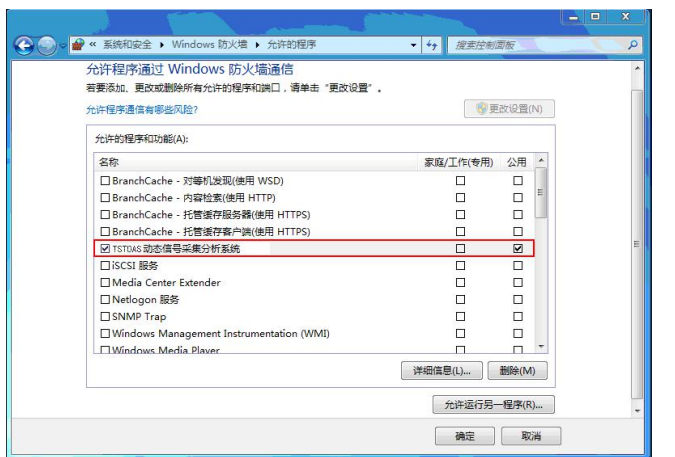 « 系统和安全 ▸ Windows 防火墙 ▸ 允许的程序
搜索控制面板
允许程序通过 Windows 防火墙通信
若要添加、更改或删除所有允许的程序和端口，请单击“更改设置”。
允许程序通信有哪些风险?
更改设置(N)
允许的程序和功能(A):
名称 家庭/工作(专用) 公用
BranchCache - 对等机发现(使用 WSD)
BranchCache - 内容检索(使用 HTTP)
BranchCache - 托管缓存服务器(使用 HTTPS)
BranchCache - 托管缓存客户端(使用 HTTPS)
TSTDAS动态信号采集分析系统
iSCSI 服务
Media Center Extender
Netlogon 服务
SNMP Trap
Windows Management Instrumentation (WMI)
Windows Media Player
详细信息(L)... 删除(M)
允许运行另一程序(R)...
确定 取消